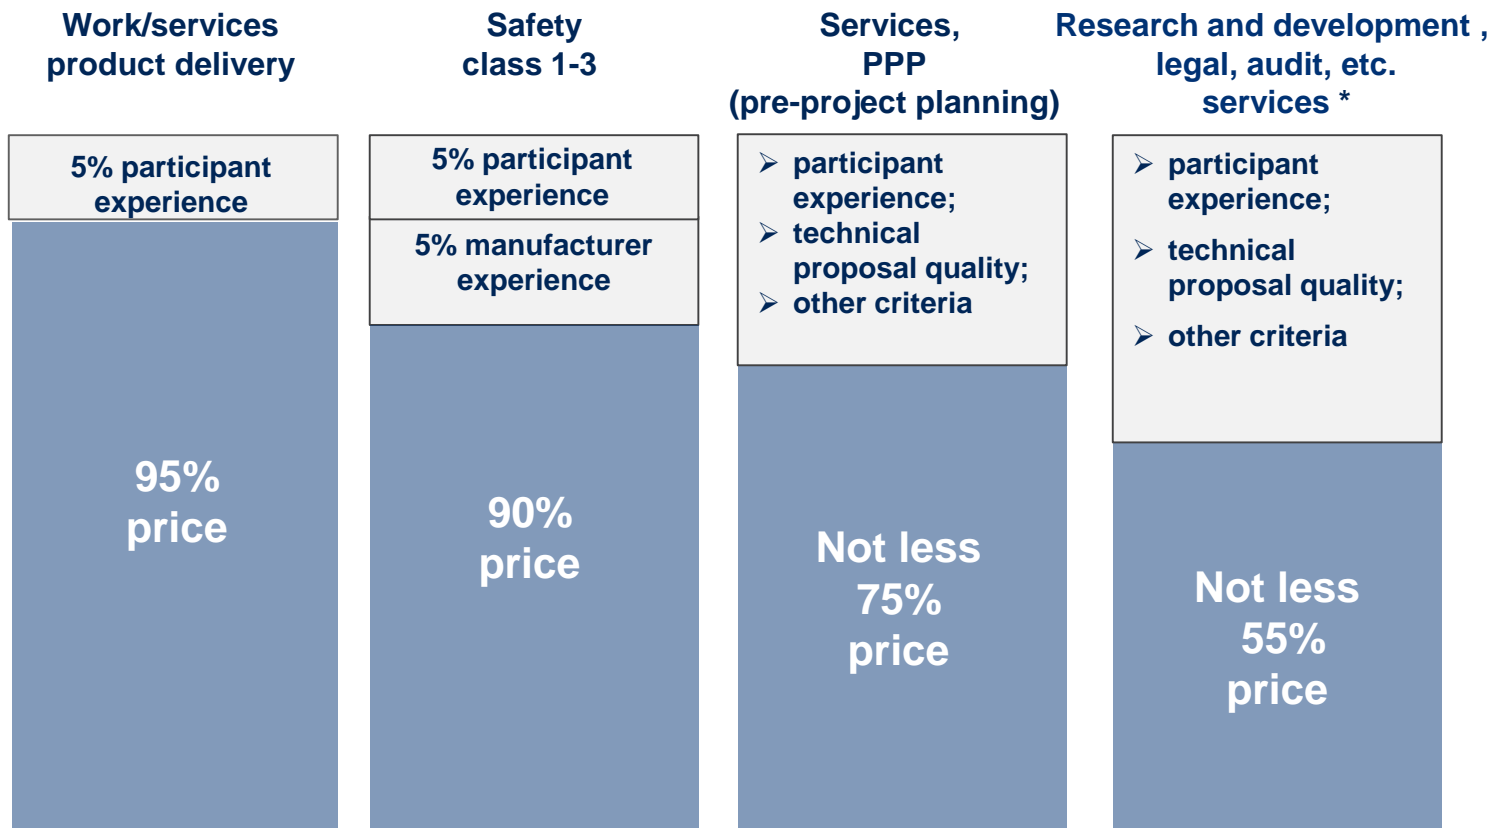 Work/services
product delivery
5% participant
experience
95%
price
Safety
class 1-3
5% participant
experience
5% manufacturer
experience
90%
price
Services,
PPP
(pre-project planning)
➢ participant
experience;
➢ technical
proposal quality;
➢ other criteria
Not less
75%
price
Research and development ,
legal, audit, etc.
services *
➢ participant
experience;
➢ technical
proposal quality;
➢ other criteria
Not less
55%
price